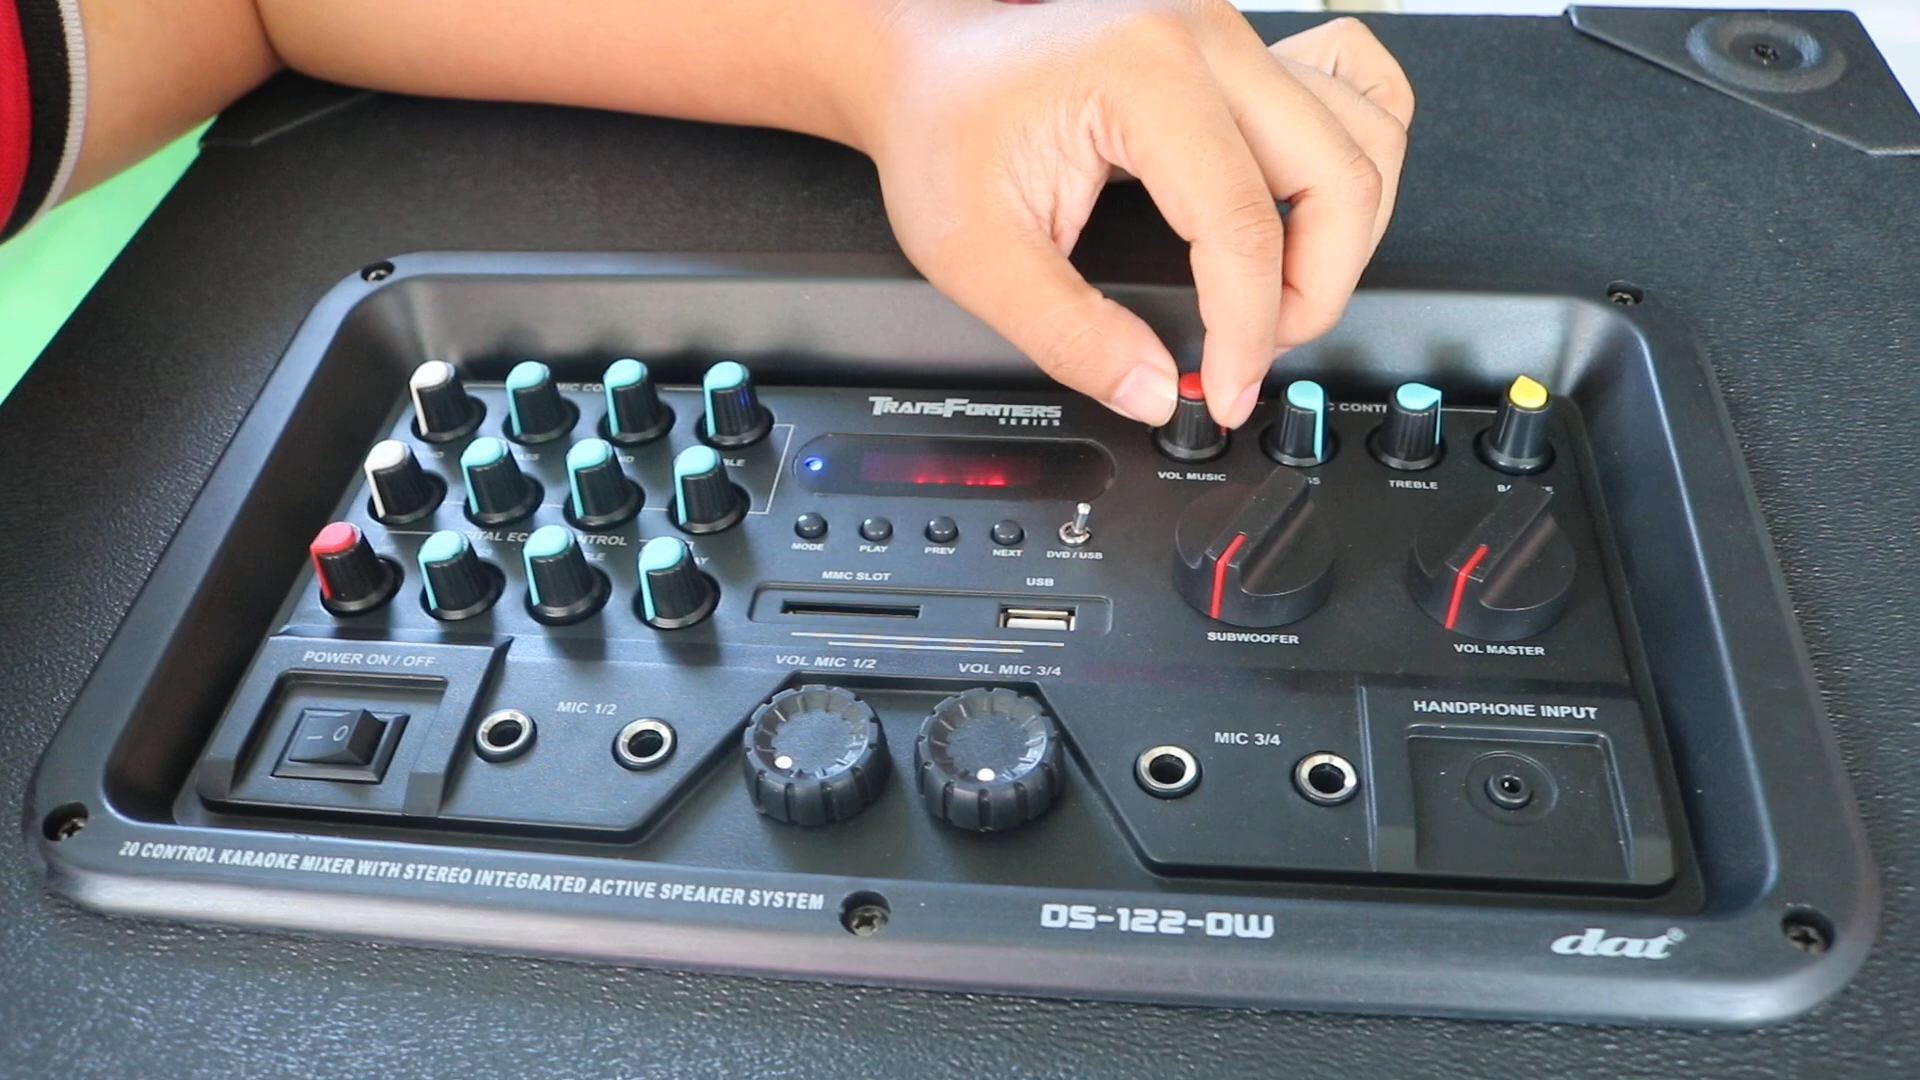 TRANSFORMERS
SERIES
VOL MUSIC
TREBLE
MODE
PLAY
PREV
NEXT
DVD / USB
MMC SLOT
USB
SUBWOOFER
VOL MASTER
POWER ON / OFF
MIC 1/2
VOL MIC 1/2
VOL MIC 3/4
MIC 3/4
HANDPHONE INPUT
20 CONTROL KARAOKE MIXER WITH STEREO INTEGRATED ACTIVE SPEAKER SYSTEM
DS-122-DW
dat®